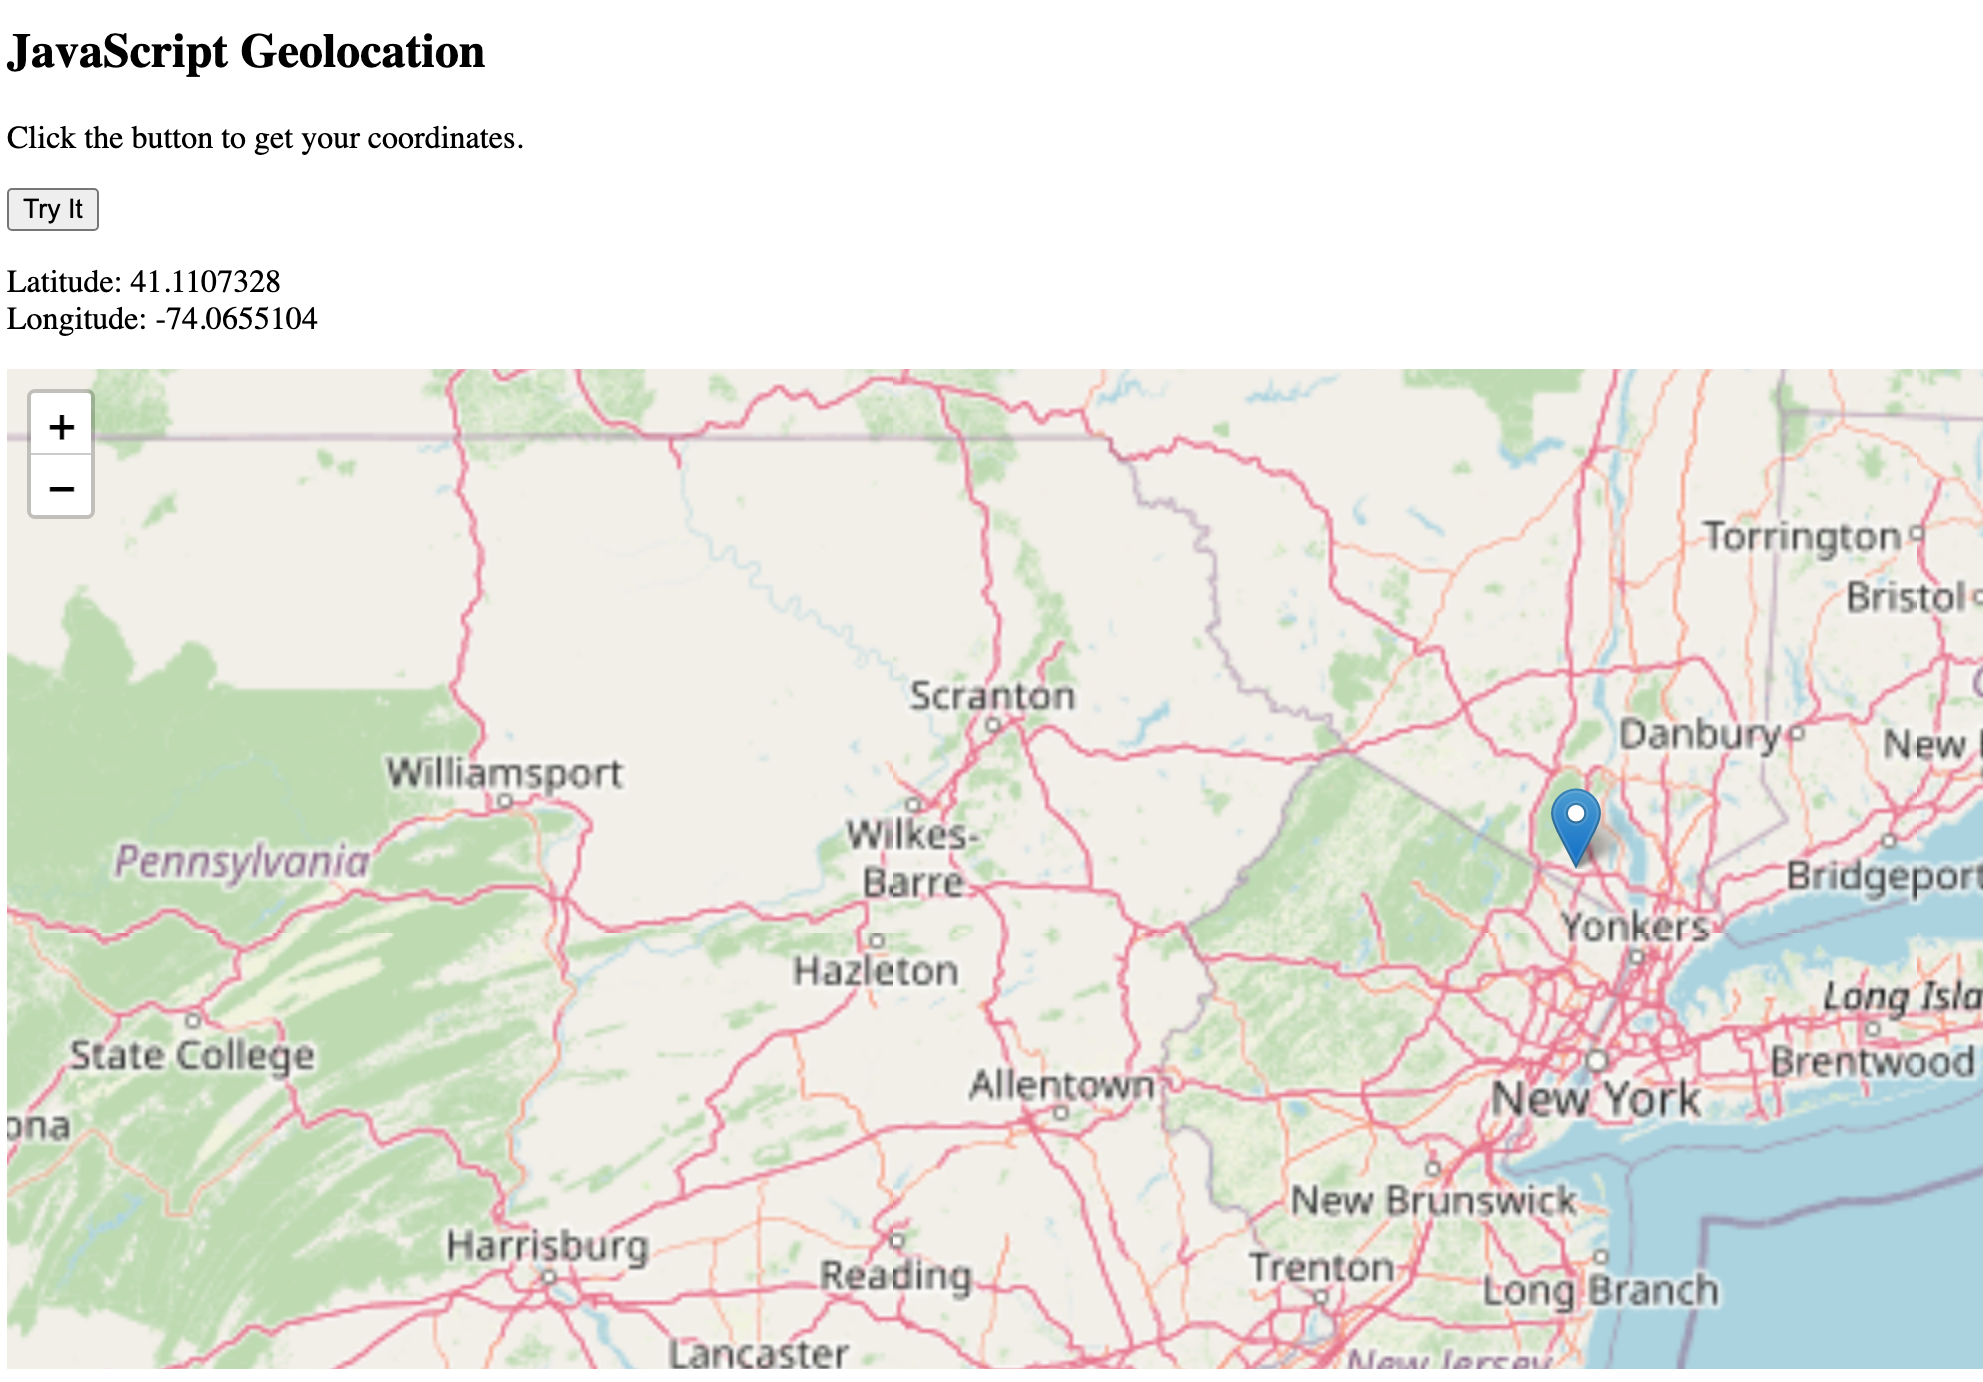 JavaScript Geolocation
Click the button to get your coordinates.
Try It
Latitude: 41.1107328
Longitude: -74.0655104
+
−
Torrington
Bristol
Scranton
Danbury
New
Williamsport
Wilkes-
Barre
Pennsylvania
Bridgeport
Yonkers
Hazleton
Long Isla
State College
Brentwood
Allentown
New York
ona
New Brunswick
Harrisburg
Trenton
Reading
Long Branch
Lancaster
New Jersey